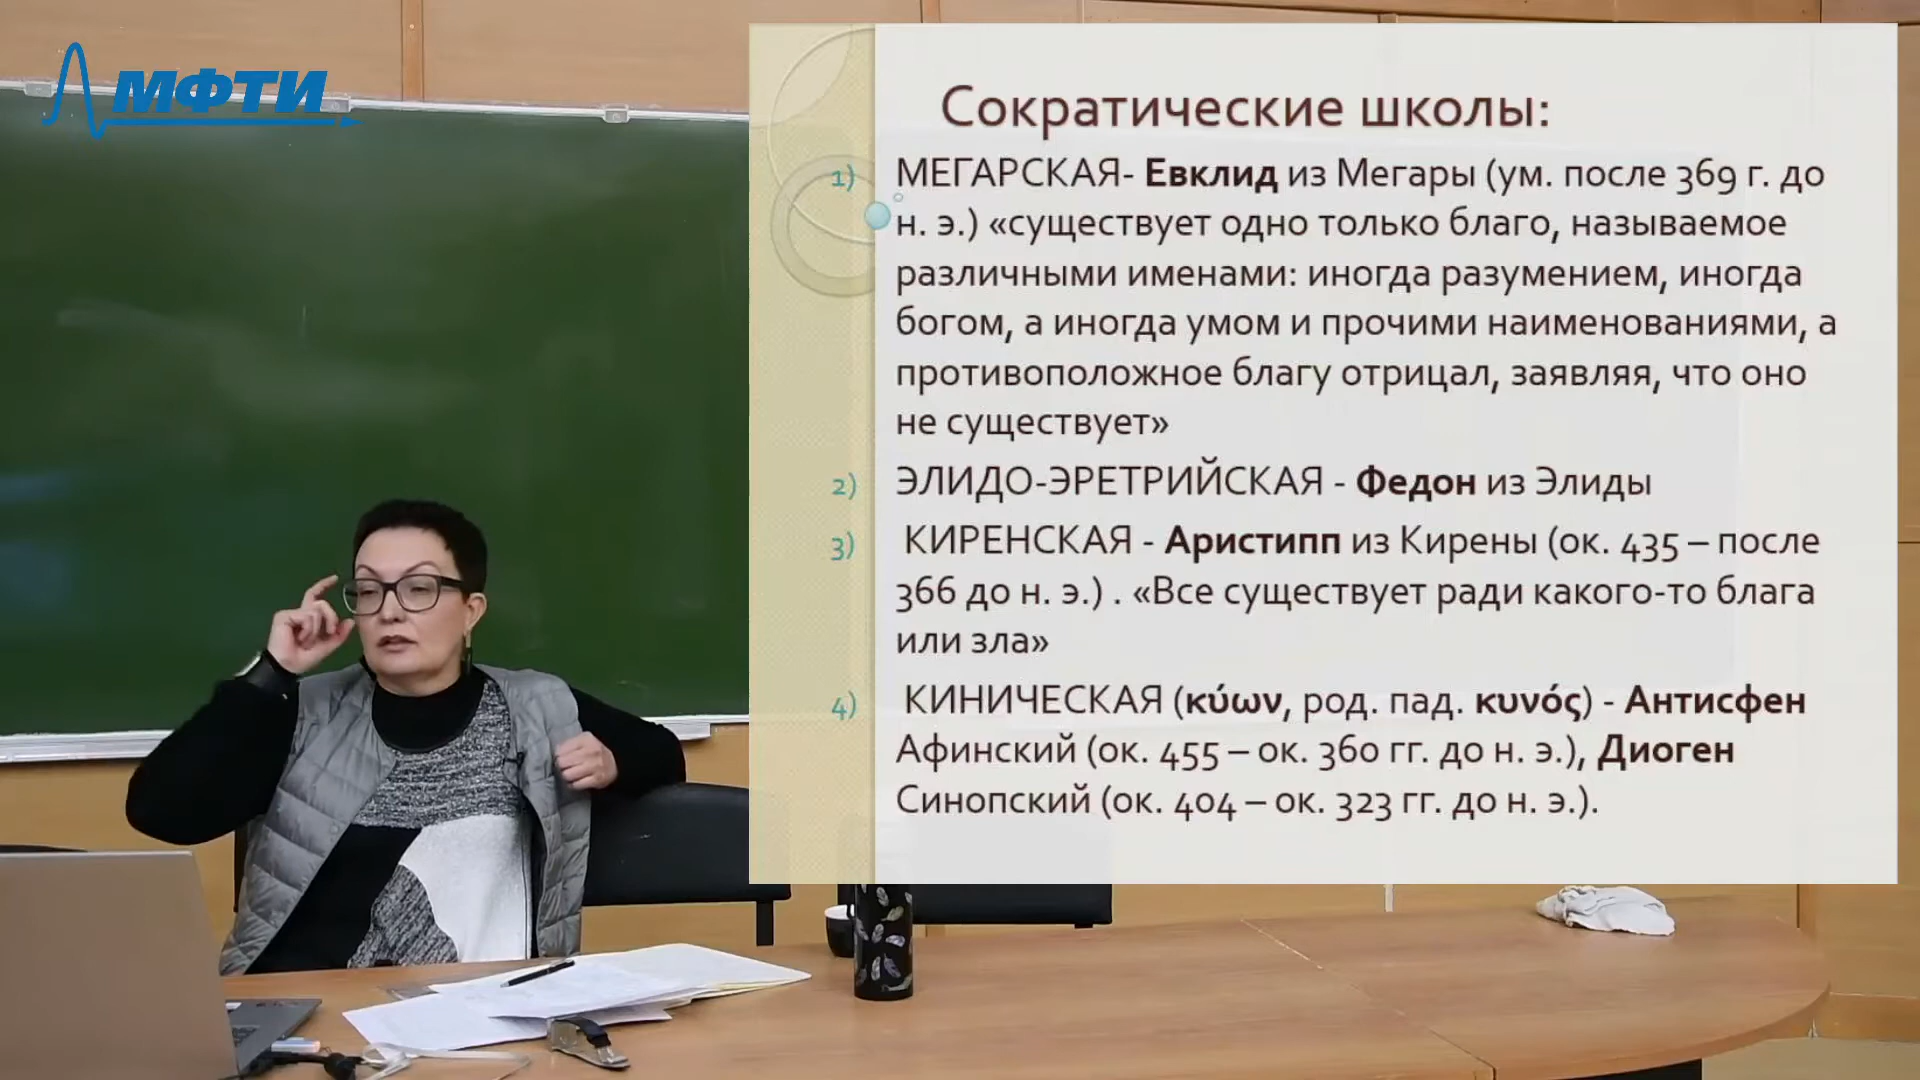 МФТИ
Сократические школы:
1) МЕГАРСКАЯ- Евклид из Мегары (ум. после 369 г. до
н. э.) «существует одно только благо, называемое
различными именами: иногда разумением, иногда
богом, а иногда умом и прочими наименованиями, а
противоположное благу отрицал, заявляя, что оно
не существует»
2) ЭЛИДО-ЭРЕТРИЙСКАЯ - Федон из Элиды
3) КИРЕНСКАЯ - Аристипп из Кирены (ок. 435 – после
366 до н. э.) . «Все существует ради какого-то блага
или зла»
4) КИНИЧЕСКАЯ (κύων, род. пад. κυνός) - Антисфен
Афинский (ок. 455 – ок. 360 гг. до н. э.), Диоген
Синопский (ок. 404 – ок. 323 гг. до н. э.).